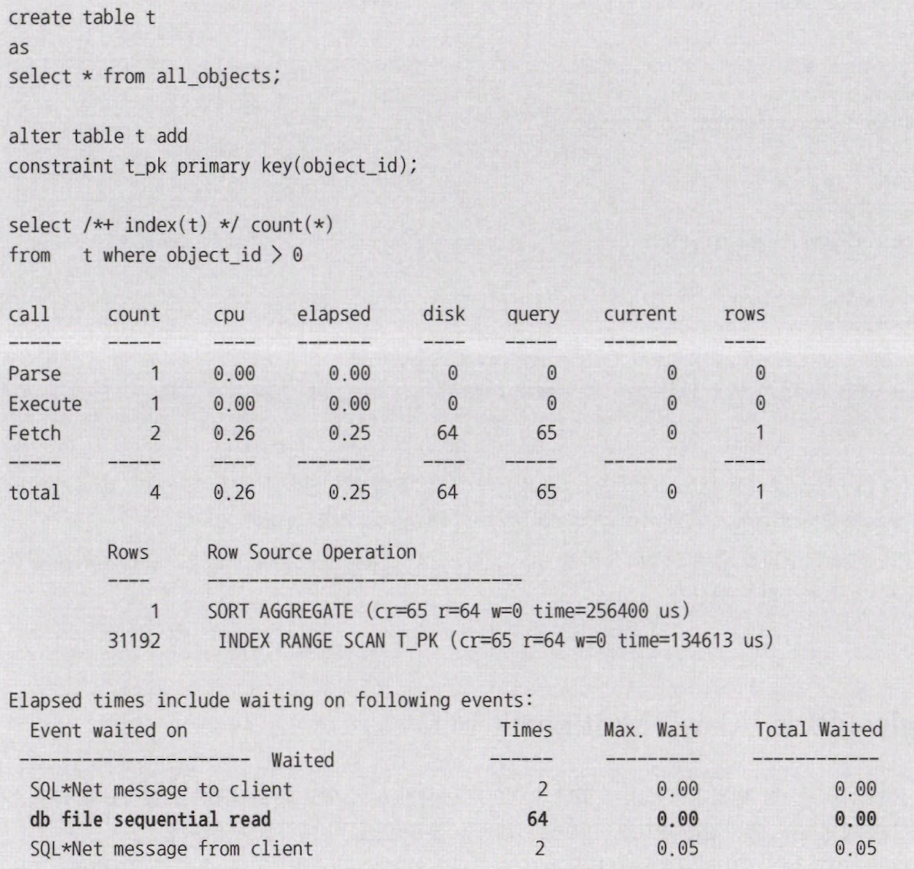 create table t
as
select * from all_objects;

alter table t add
constraint t_pk primary key(object_id);

select /*+ index(t) */ count(*)
from   t where object_id > 0

call     count     cpu     elapsed     disk     query     current     rows
-----    -----     ----    -------     ----     -----     -------     ----
Parse        1    0.00        0.00        0         0           0        0
Execute      1    0.00        0.00        0         0           0        0
Fetch        2    0.26        0.25       64        65           0        1
-----    -----     ----    -------     ----     -----     -------     ----
total        4    0.26        0.25       64        65           0        1

Rows     Row Source Operation
----     ------------------------------
1     SORT AGGREGATE (cr=65 r=64 w=0 time=256400 us)
31192      INDEX RANGE SCAN T_PK (cr=65 r=64 w=0 time=134613 us)

Elapsed times include waiting on following events:
Event waited on     Times     Max. Wait     Total Waited
---------------------- Waited     ------     ---------     ------------
SQL*Net message to client     2     0.00     0.00
db file sequential read     64     0.00     0.00
SQL*Net message from client     2     0.05     0.05